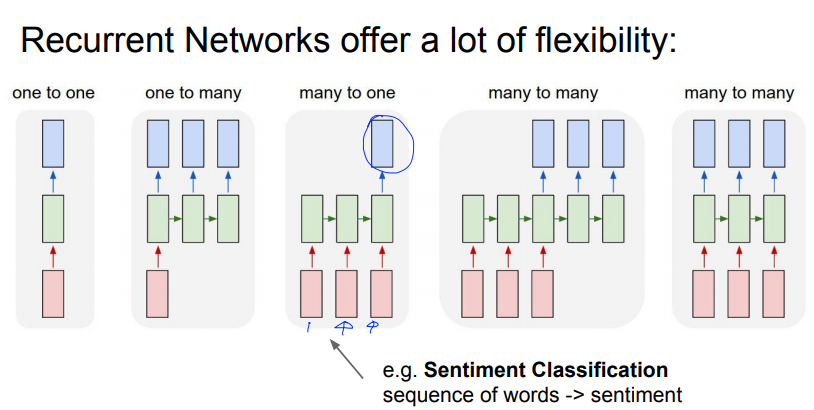 Recurrent Networks offer a lot of flexibility:
one to one
one to many
many to one
many to many
many to many
e.g. Sentiment Classification
sequence of words -> sentiment